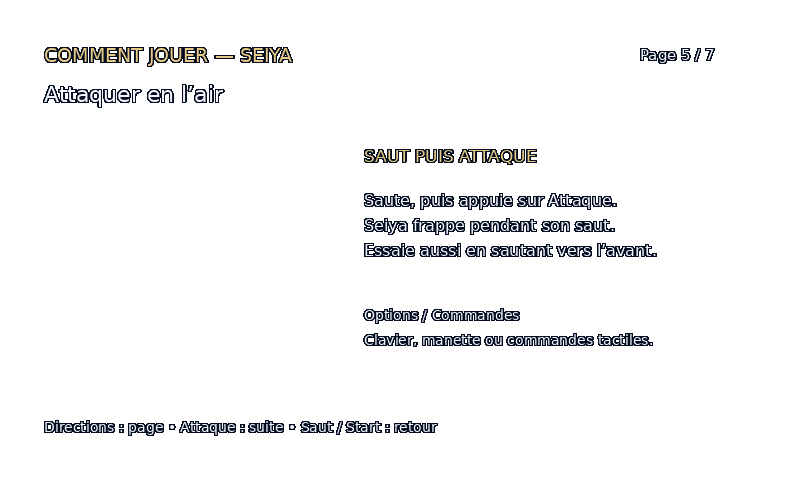 COMMENT JOUER — SEIYA
Page 5 / 7
Attaquer en l’air
SAUT PUIS ATTAQUE
Saute, puis appuie sur Attaque.
Seiya frappe pendant son saut.
Essaie aussi en sautant vers l’avant.
Options / Commandes
Clavier, manette ou commandes tactiles.
Directions : page • Attaque : suite • Saut / Start : retour